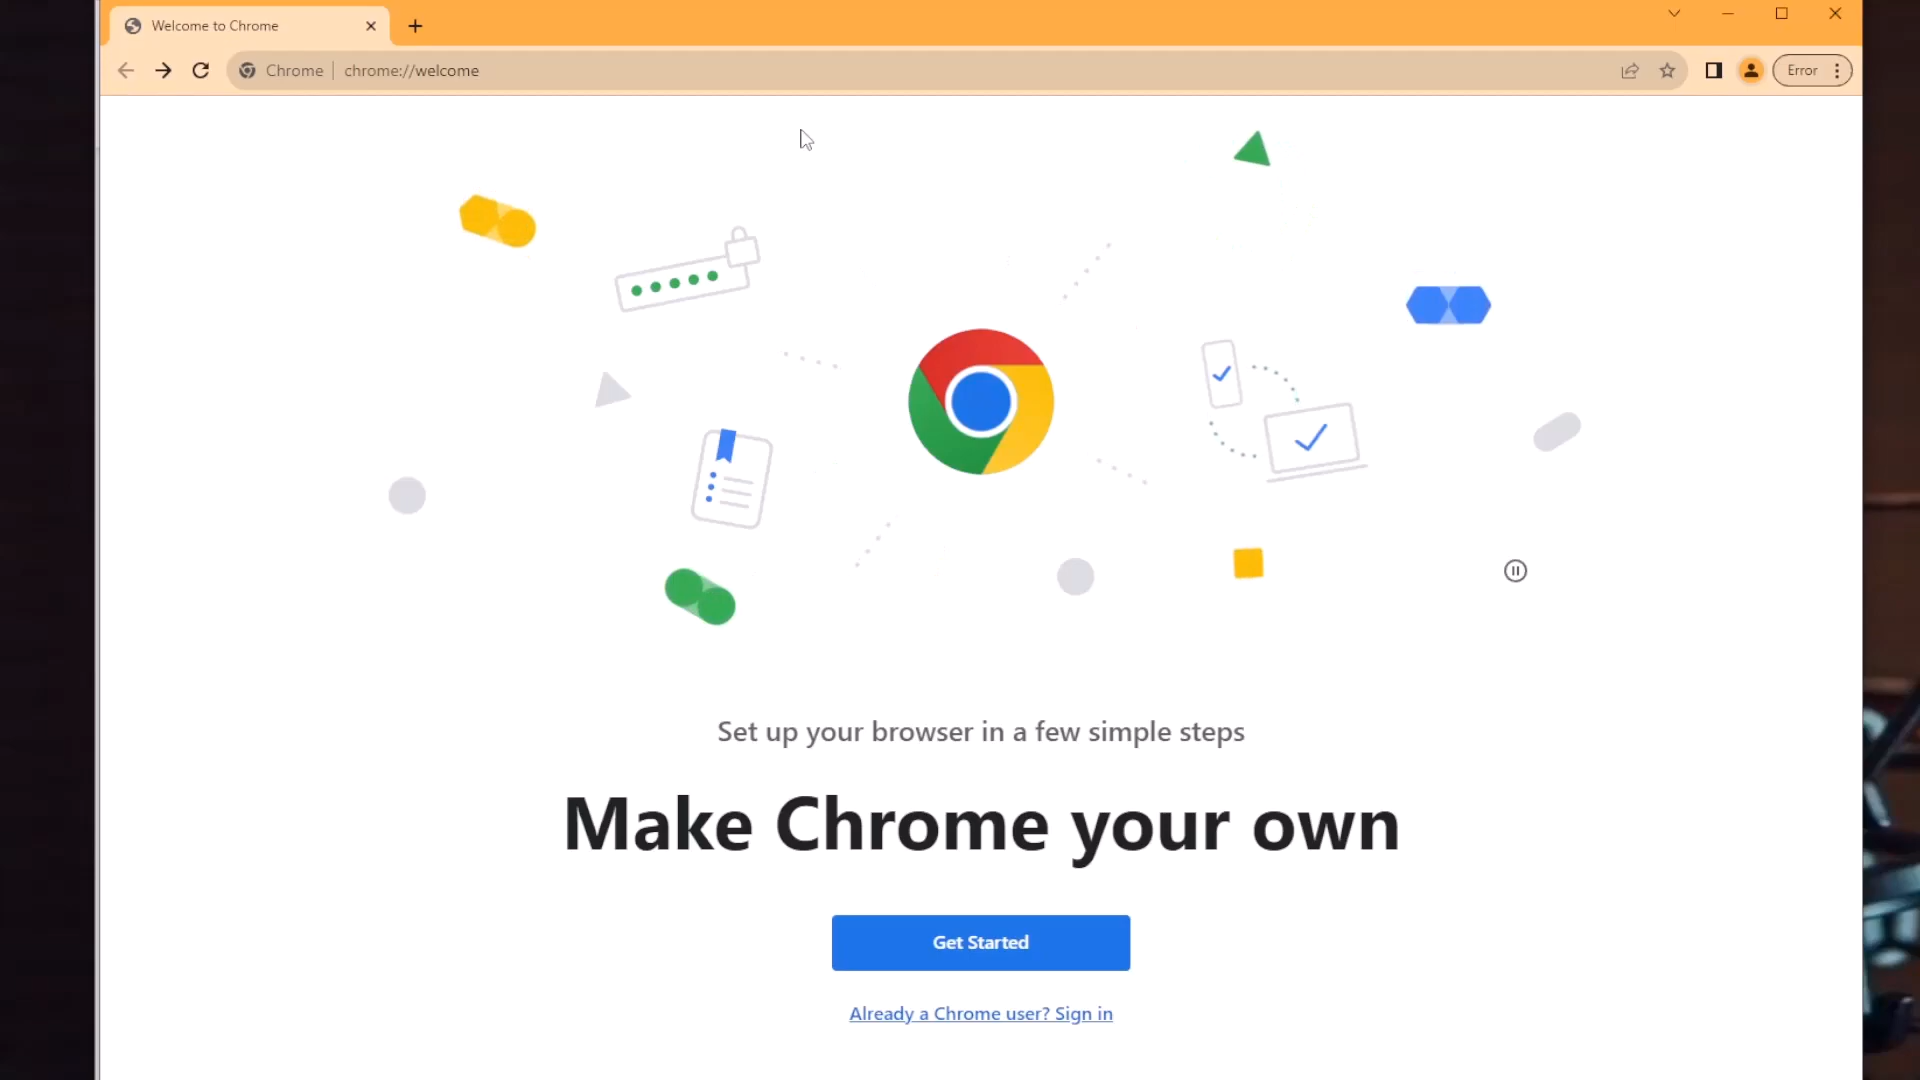 Welcome to Chrome
Chrome chrome://welcome
Error
Set up your browser in a few simple steps
Make Chrome your own
Get Started
Already a Chrome user? Sign in